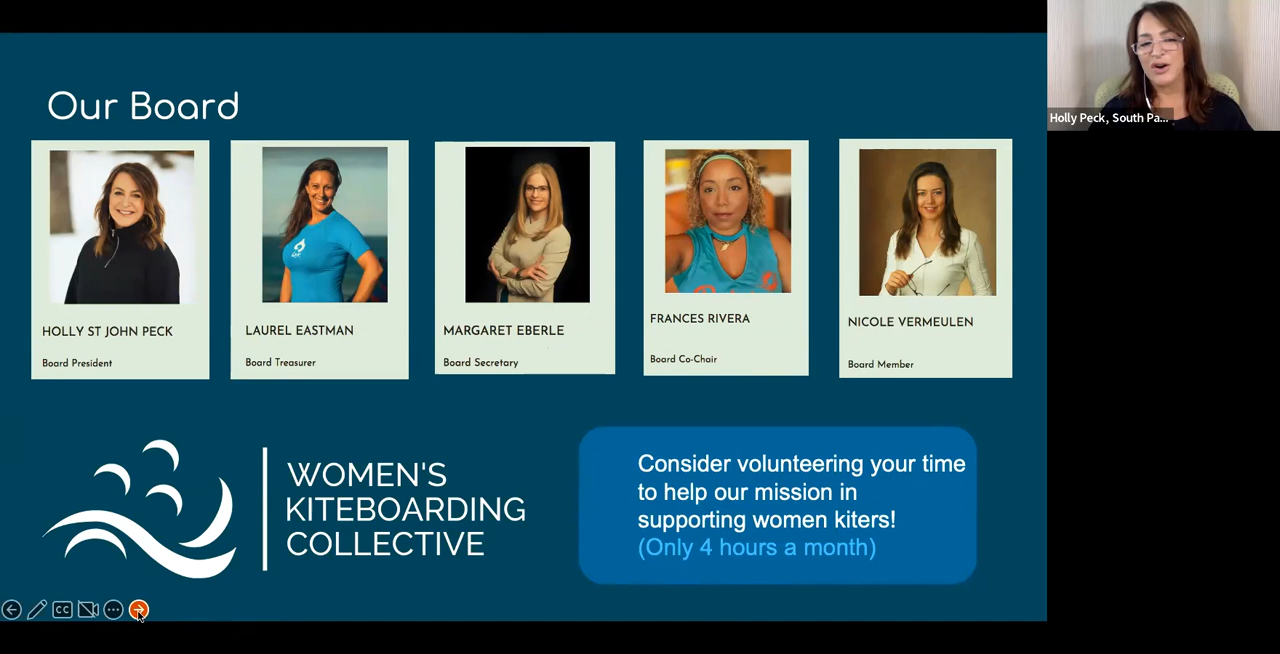 Our Board
HOLLY ST JOHN PECK
Board President
LAUREL EASTMAN
Board Treasurer
MARGARET EBERLE
Board Secretary
FRANCES RIVERA
Board Co-Chair
NICOLE VERMEULEN
Board Member
WOMEN'S
KITEBOARDING
COLLECTIVE
Consider volunteering your time
to help our mission in
supporting women kiters!
(Only 4 hours a month)
CC
Holly Peck, South Pa...